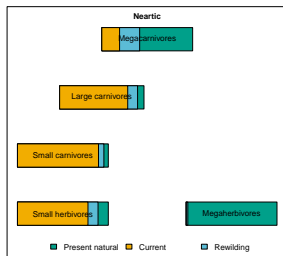 Neartic
Megacarnivores
Large carnivores
Small carnivores
Small herbivores
Megaherbivores
Present natural
Current
Rewilding